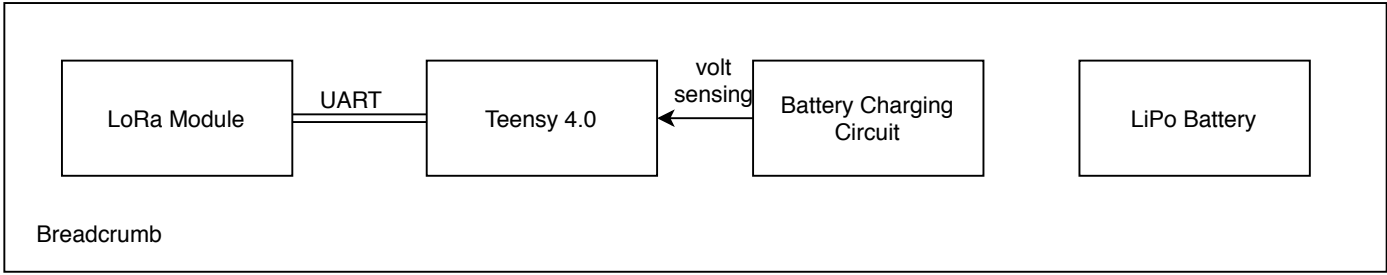 LoRa Module
UART
Teensy 4.0
volt
sensing
Battery Charging
Circuit
LiPo Battery
Breadcrumb